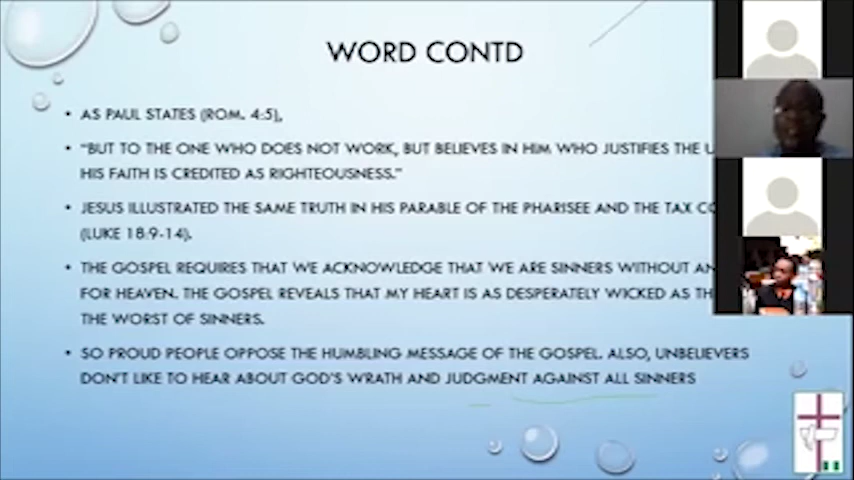 WORD CONTD
• AS PAUL STATES (ROM. 4:5),
• "BUT TO THE ONE WHO DOES NOT WORK, BUT BELIEVES IN HIM WHO JUSTIFIES THE
HIS FAITH IS CREDITED AS RIGHTEOUSNESS."
• JESUS ILLUSTRATED THE SAME TRUTH IN HIS PARABLE OF THE PHARISEE AND THE TAX
(LUKE 18:9-14).
• THE GOSPEL REQUIRES THAT WE ACKNOWLEDGE THAT WE ARE SINNERS WITHOUT
FOR HEAVEN. THE GOSPEL REVEALS THAT MY HEART IS AS DESPERATELY WICKED AS
THE WORST OF SINNERS.
• SO PROUD PEOPLE OPPOSE THE HUMBLING MESSAGE OF THE GOSPEL. ALSO, UNBELIEVERS
DON'T LIKE TO HEAR ABOUT GOD'S WRATH AND JUDGMENT AGAINST ALL SINNERS